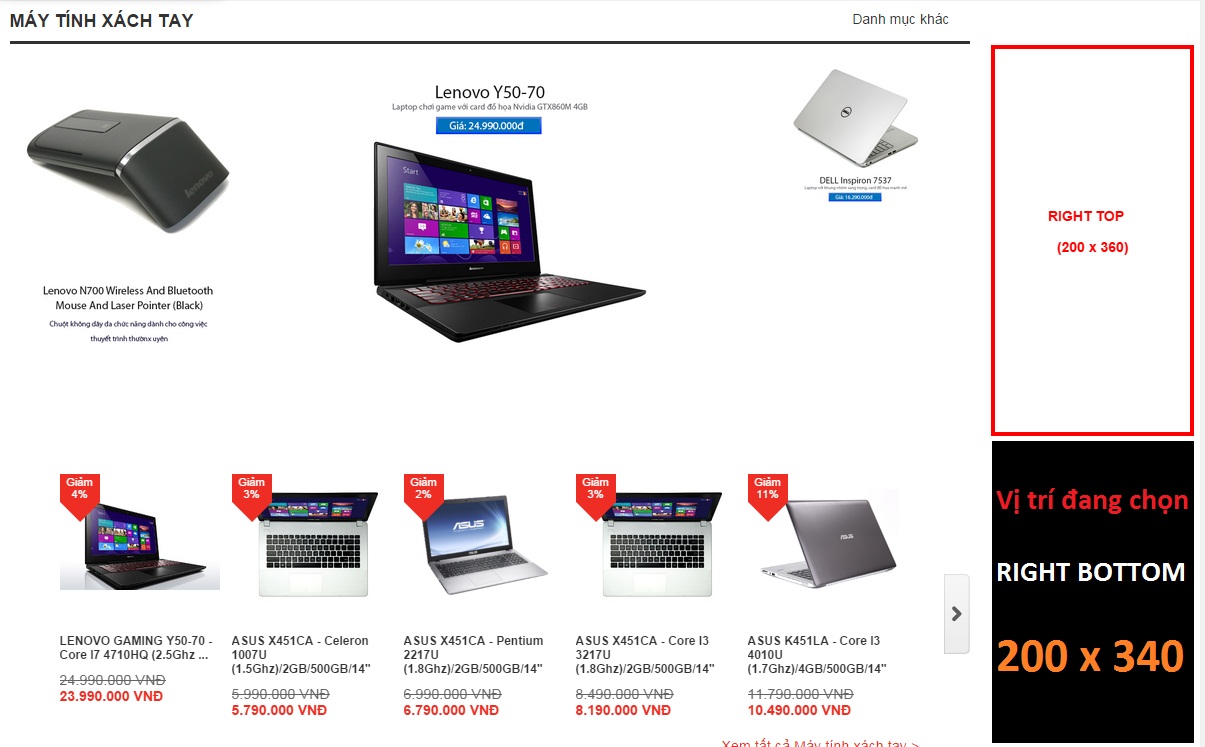 MÁY TÍNH XÁCH TAY
Danh mục khác
lenovo
Lenovo N700 Wireless And Bluetooth
Mouse And Laser Pointer (Black)
Chuột không dây đa chức năng dành cho công việc
thuyết trình thườnx uyện
Lenovo Y50-70
Laptop chơi game với card đồ họa Nvidia GTX860M 4GB
Giá: 24.990.000đ
Start
DELL
DELL Inspiron 7537
Giá: 16.290.000đ
RIGHT TOP
(200 x 360)
Giảm
4%
LENOVO GAMING Y50-70 -
Core I7 4710HQ (2.5Ghz ...
24.990.000 VNĐ
23.990.000 VNĐ
Giảm
3%
ASUS X451CA - Celeron
1007U
(1.5Ghz)/2GB/500GB/14"
5.990.000 VNĐ
5.790.000 VNĐ
Giảm
2%
ASUS
ASUS X451CA - Pentium
2217U
(1.8Ghz)/2GB/500GB/14"
6.990.000 VNĐ
6.790.000 VNĐ
Giảm
3%
ASUS X451CA - Core I3
3217U
(1.8Ghz)/2GB/500GB/14"
8.490.000 VNĐ
8.190.000 VNĐ
Giảm
11%
ASUS
ASUS K451LA - Core I3
4010U
(1.7Ghz)/4GB/500GB/14"
11.790.000 VNĐ
10.490.000 VNĐ
Xem tất cả Máy tính xách tay >
Vị trí đang chọn
RIGHT BOTTOM
200 x 340